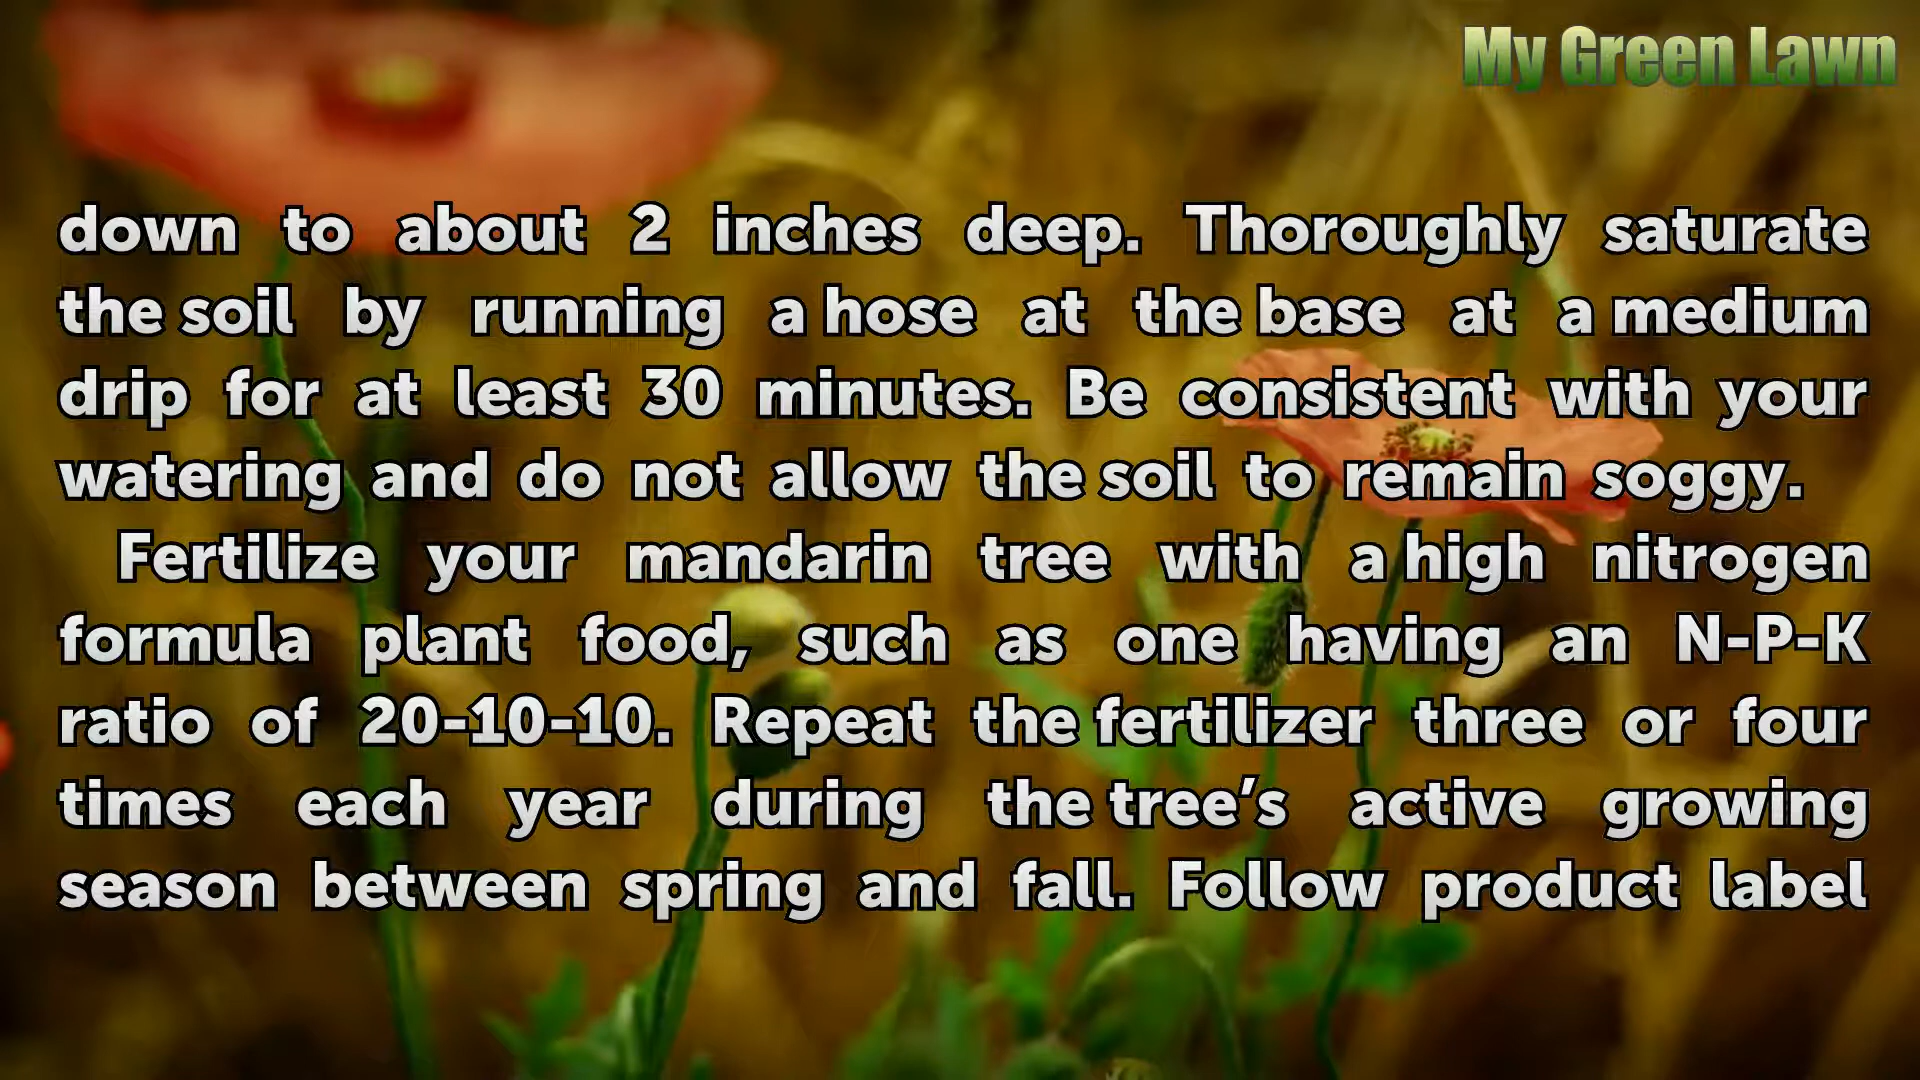 My Green Lawn
down to about 2 inches deep. Thoroughly saturate
the soil by running a hose at the base at a medium
drip for at least 30 minutes. Be consistent with your
watering and do not allow the soil to remain soggy.
Fertilize your mandarin tree with a high nitrogen
formula plant food, such as one having an N-P-K
ratio of 20-10-10. Repeat the fertilizer three or four
times each year during the tree’s active growing
season between spring and fall. Follow product label